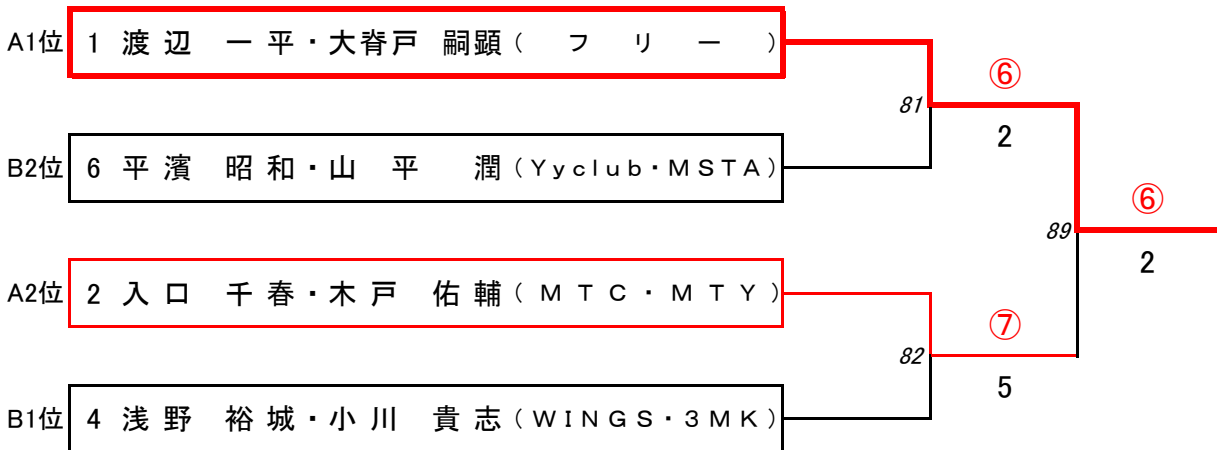 A1位 1 渡辺 一平・大脊戸 嗣顕(フリー)
⑥
81
2
B2位 6 平濱 昭和・山平 潤(Yyclub・MSTA)
⑥
89
2
A2位 2 入口 千春・木戸 佑輔(MTC・MTY)
⑦
82
5
B1位 4 浅野 裕城・小川 貴志(WINGS・3MK)